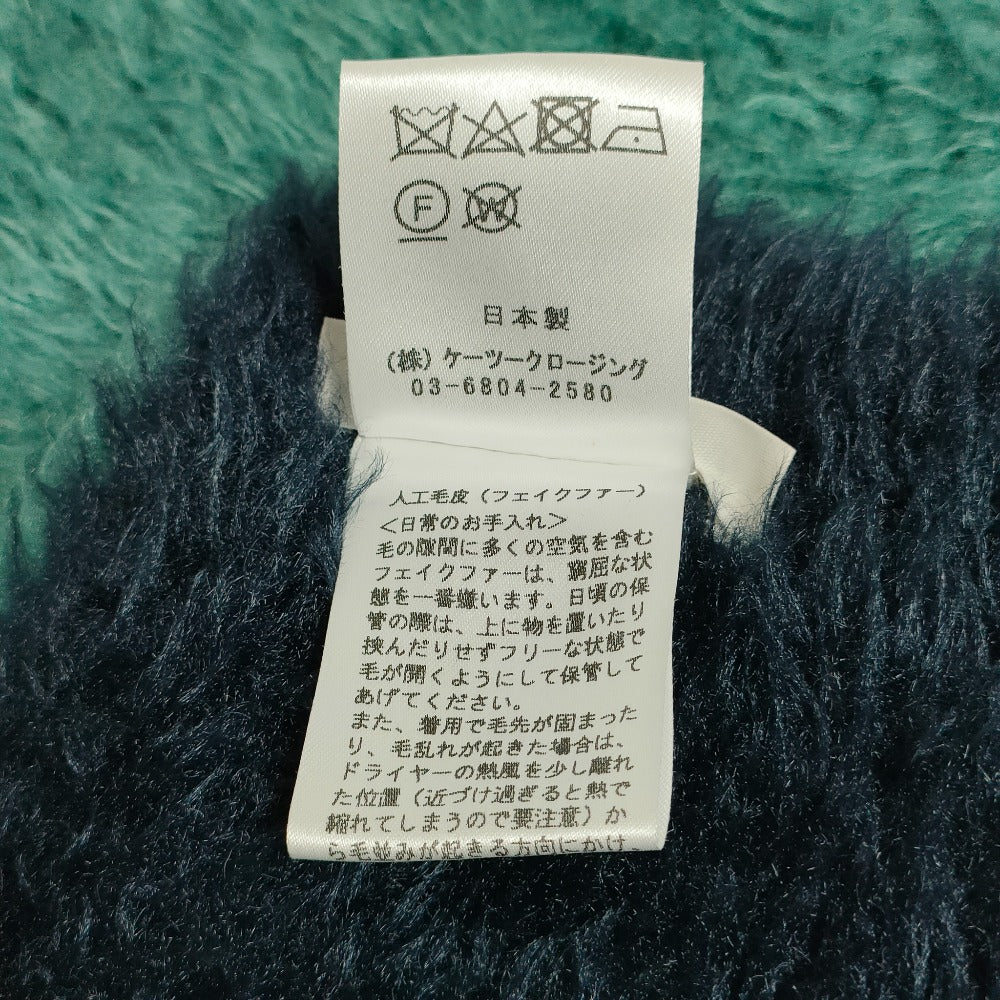 F
W
日本製
(株)ケーツークロージング
03-6804-2580
人工毛皮(フェイクファー)
<日常のお手入れ>
毛の隙間に多くの空気を含む
フェイクファーは、窮屈な状
態を一番嫌います。日頃の保
管の際は、上に物を置いたり
挟んだりせずフリーな状態で
毛が開くようにして保管して
あげてください。
また、着用で毛先が固まった
り、毛乱れが起きた場合は、
ドライヤーの熱風を少し離れ
た位置(近づけ過ぎると熱で
縮れてしまうので要注意)か
ら毛並みが起きる方向にかけ、